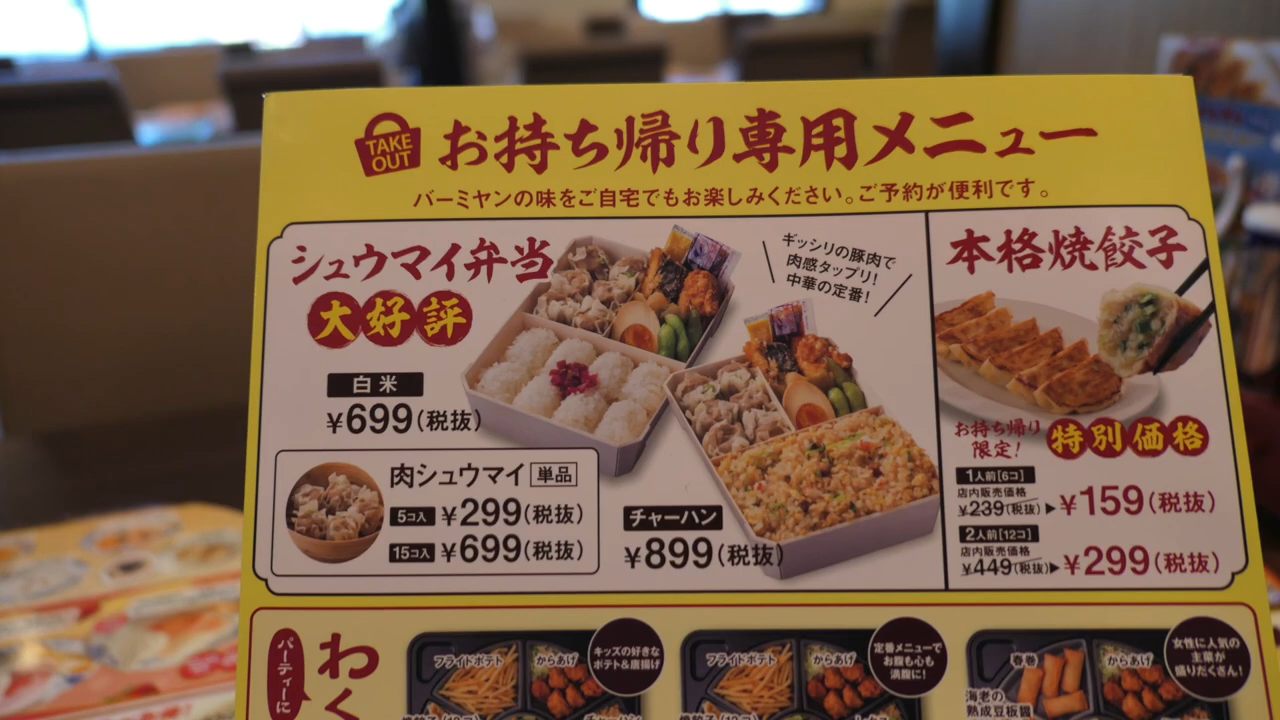 TAKE
OUT
お持ち帰り専用メニュー
バーミヤンの味をご自宅でもお楽しみください。ご予約が便利です。
シュウマイ弁当
大好評
白米
¥699(税抜)
肉シュウマイ 単品
5コ入 ¥299(税抜)
15コ入 ¥699(税抜)
ギッシリの豚肉で
肉感タップリ!
中華の定番!
チャーハン
¥899(税抜)
本格焼餃子
お持ち帰り
限定!
特別価格
1人前[6コ]
店内販売価格
¥239(税抜)▶¥159(税抜)
2人前[12コ]
店内販売価格
¥449(税抜)▶¥299(税抜)
パーティーに
わく
フライドポテト
からあげ
キッズの好きな
ポテト&唐揚げ
フライドポテト
からあげ
定番メニューで
お腹も心も
満腹に!
春巻
からあげ
女性に人気の
主菜が
盛りだくさん!
海老の
熟成豆板醤